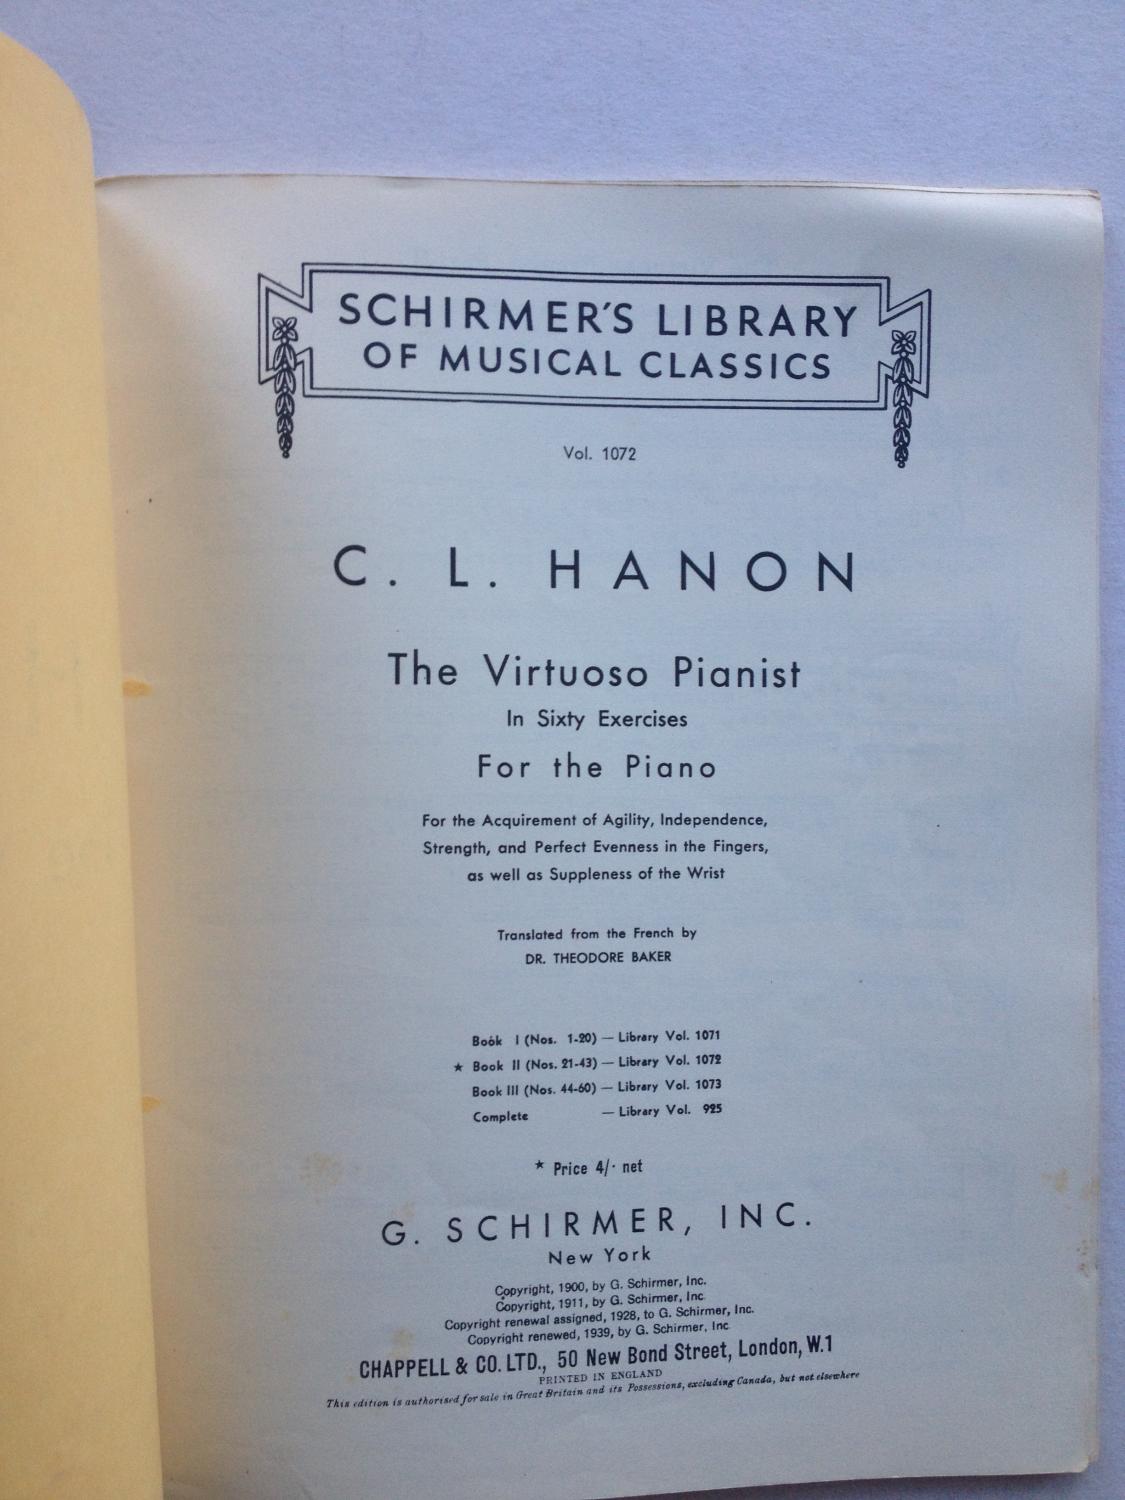 SCHIRMER'S LIBRARY
OF MUSICAL CLASSICS
Vol. 1072
C. L. HANON
The Virtuoso Pianist
In Sixty Exercises
For the Piano
For the Acquirement of Agility, Independence,
Strength, and Perfect Evenness in the Fingers,
as well as Suppleness of the Wrist
Translated from the French by
DR. THEODORE BAKER
Book I (Nos. 1-20) — Library Vol. 1071
★ Book II (Nos. 21-43) — Library Vol. 1072
Book III (Nos. 44-60) — Library Vol. 1073
Complete — Library Vol. 925
★ Price 4/- net
G. SCHIRMER, INC.
New York
Copyright, 1900, by G. Schirmer, Inc.
Copyright, 1911, by G. Schirmer, Inc
Copyright renewal assigned, 1928, to G. Schirmer, Inc.
Copyright renewed, 1939, by G. Schirmer, Inc
CHAPPELL & CO. LTD., 50 New Bond Street, London, W.1
PRINTED IN ENGLAND
This edition is authorised for sale in Great Britain and its Possessions, excluding Canada, but not elsewhere